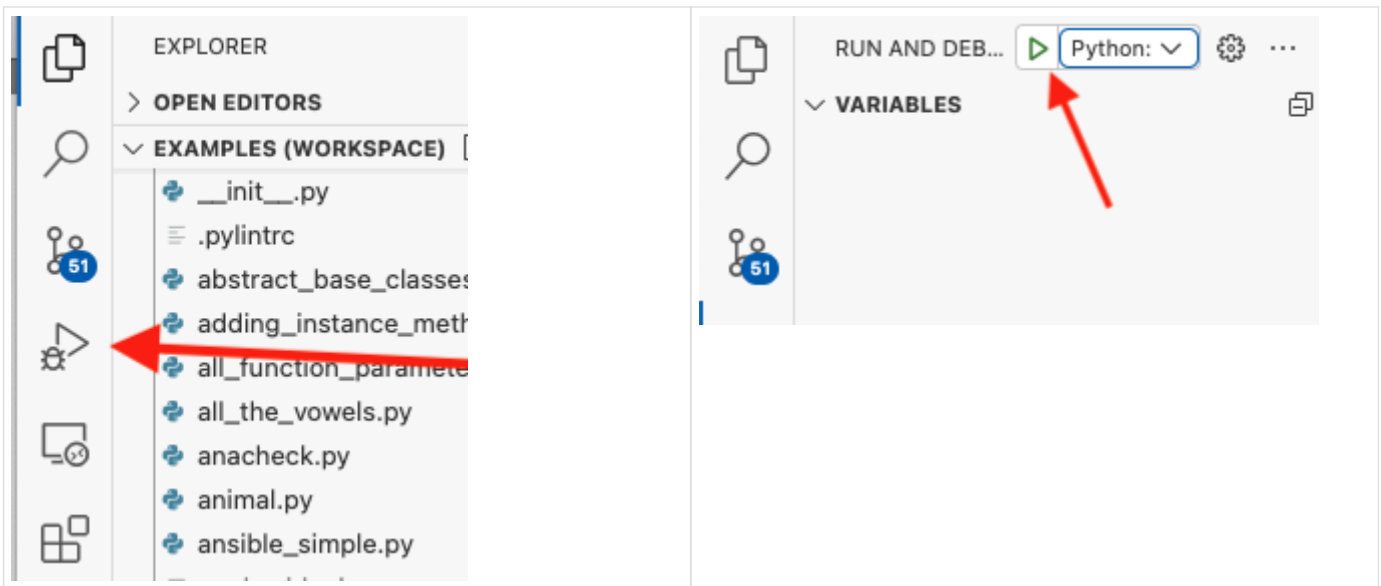 EXPLORER
OPEN EDITORS
EXAMPLES (WORKSPACE)
__init__.py
.pylintrc
abstract_base_classes
adding_instance_meth
all_function_paramete
all_the_vowels.py
anacheck.py
animal.py
ansible_simple.py
51
RUN AND DEB... Python:
VARIABLES
51